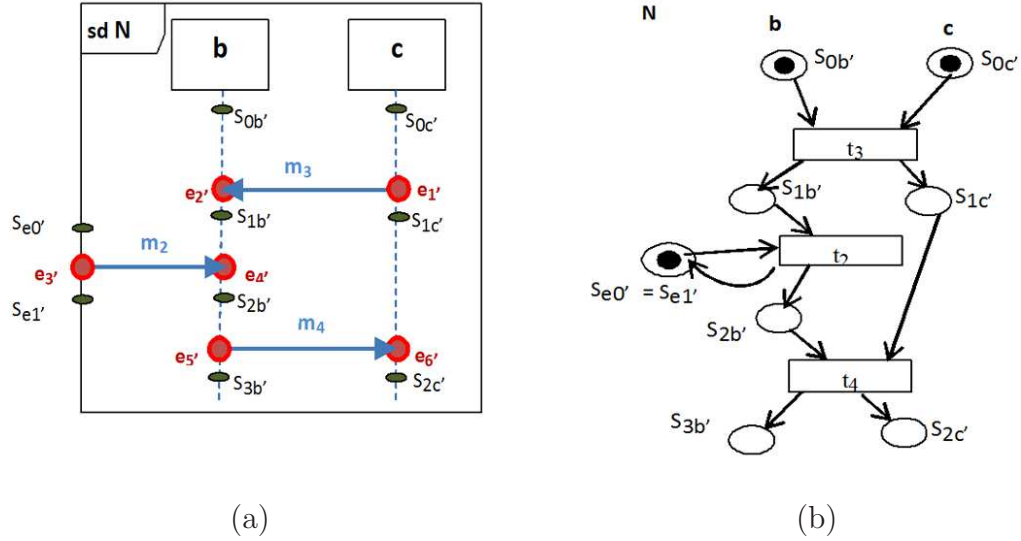 sd N
b
c
S0b'
S0c'
m3
e2'
e1'
S1b'
S1c'
Se0'
m2
e3'
e4'
Se1'
S2b'
m4
e5'
e6'
S3b'
S2c'
(a)
N
b
c
S0b'
S0c'
t3
S1b'
S1c'
t2
Se0' = Se1'
S2b'
t4
S3b'
S2c'
(b)